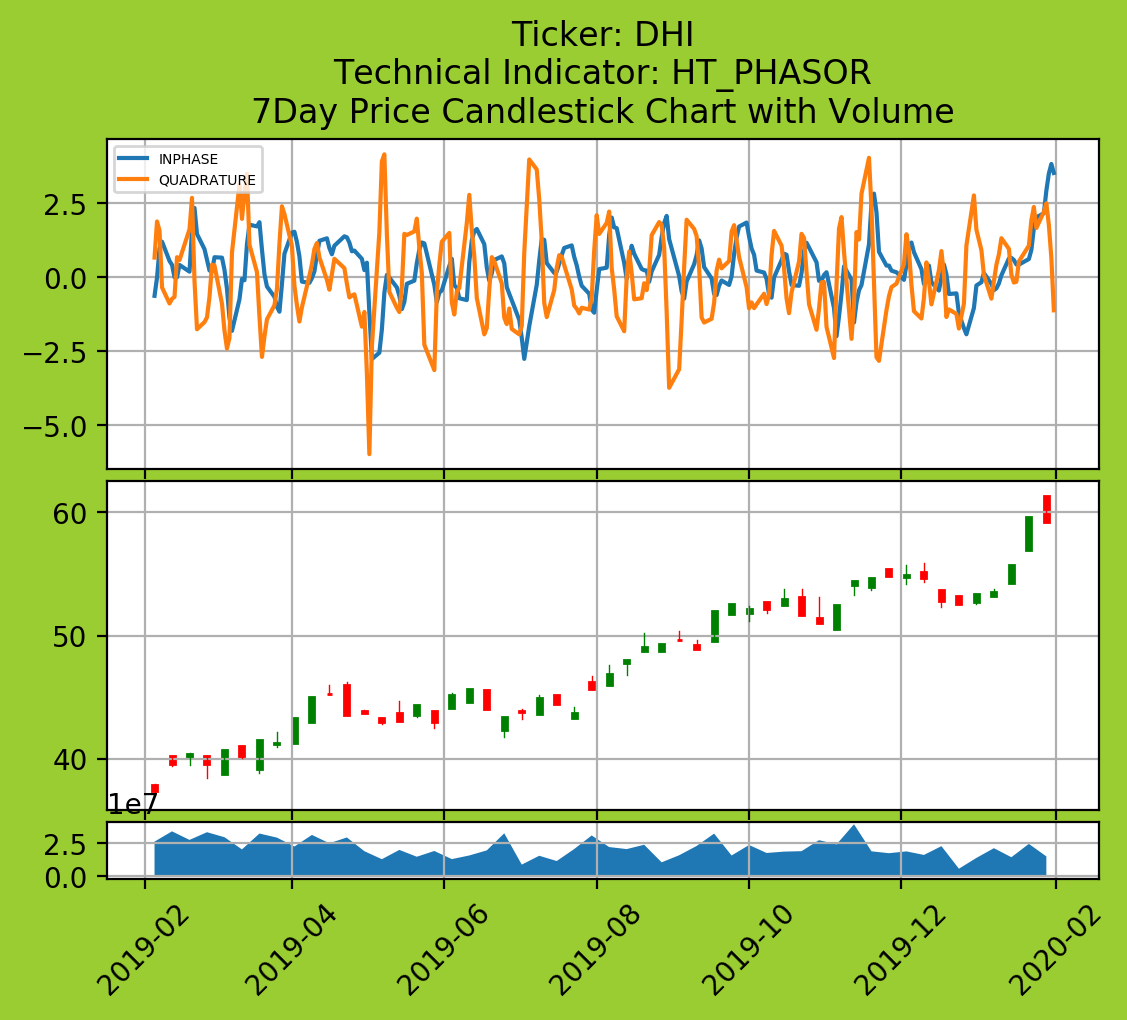 Ticker: DHI
Technical Indicator: HT_PHASOR
7Day Price Candlestick Chart with Volume
INPHASE
QUADRATURE
2.5
0.0
−2.5
−5.0
60
50
40
1e7
2.5
0.0
2019-02
2019-04
2019-06
2019-08
2019-10
2019-12
2020-02